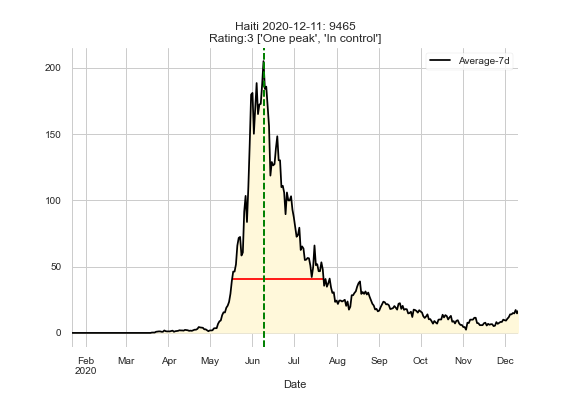 Haiti 2020-12-11: 9465
Rating:3 ['One peak', 'In control']
Average-7d
200
150
100
50
0
Feb
2020
Mar
Apr
May
Jun
Jul
Aug
Sep
Oct
Nov
Dec
Date